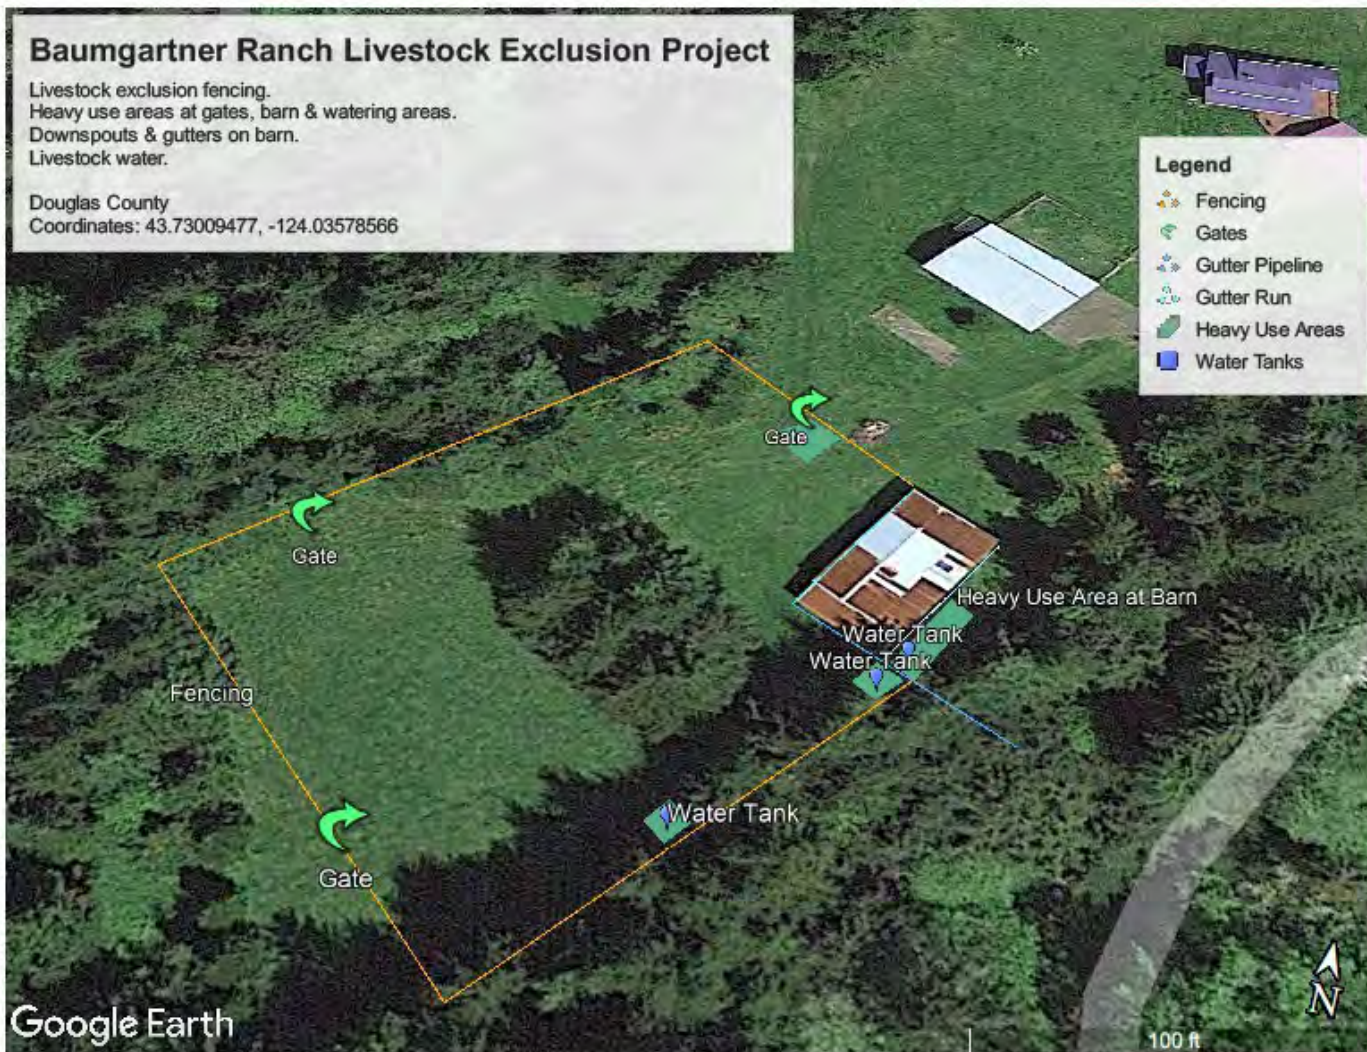 Baumgartner Ranch Livestock Exclusion Project
Livestock exclusion fencing.
Heavy use areas at gates, barn & watering areas.
Downspouts & gutters on barn.
Livestock water.
Douglas County
Coordinates: 43.73009477, -124.03578566
Legend
Fencing
Gates
Gutter Pipeline
Gutter Run
Heavy Use Areas
Water Tanks
Gate
Gate
Heavy Use Area at Barn
Water Tank
Water Tank
Fencing
Water Tank
Gate
N
Google Earth
100 ft